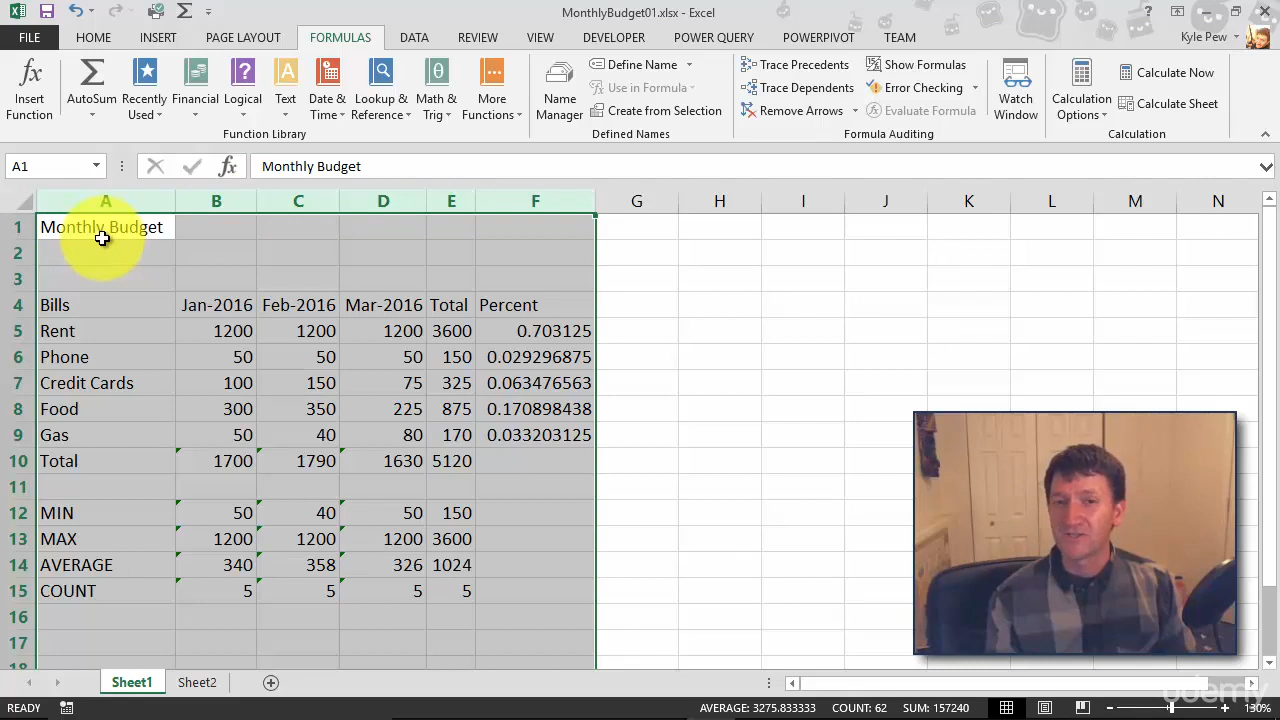 MonthlyBudget01.xlsx - Excel
FILE HOME INSERT PAGE LAYOUT FORMULAS DATA REVIEW VIEW DEVELOPER POWER QUERY POWERPIVOT TEAM Kyle Pew
Insert Function
AutoSum
Recently Used
Financial
Logical
Text
Date & Time
Lookup & Reference
Math & Trig
More Functions
Function Library
Name Manager
Define Name
Use in Formula
Create from Selection
Defined Names
Trace Precedents
Trace Dependents
Remove Arrows
Show Formulas
Error Checking
Evaluate Formula
Formula Auditing
Watch Window
Calculation Options
Calculate Now
Calculate Sheet
Calculation
A1 fx Monthly Budget
A B C D E F G H I J K L M N
1 Monthly Budget
2
3
4 Bills Jan-2016 Feb-2016 Mar-2016 Total Percent
5 Rent 1200 1200 1200 3600 0.703125
6 Phone 50 50 50 150 0.029296875
7 Credit Cards 100 150 75 325 0.063476563
8 Food 300 350 225 875 0.170898438
9 Gas 50 40 80 170 0.033203125
10 Total 1700 1790 1630 5120
11
12 MIN 50 40 50 150
13 MAX 1200 1200 1200 3600
14 AVERAGE 340 358 326 1024
15 COUNT 5 5 5 5
16
17
18
Sheet1 Sheet2
udemy
READY AVERAGE: 3275.833333 COUNT: 62 SUM: 157240 130%